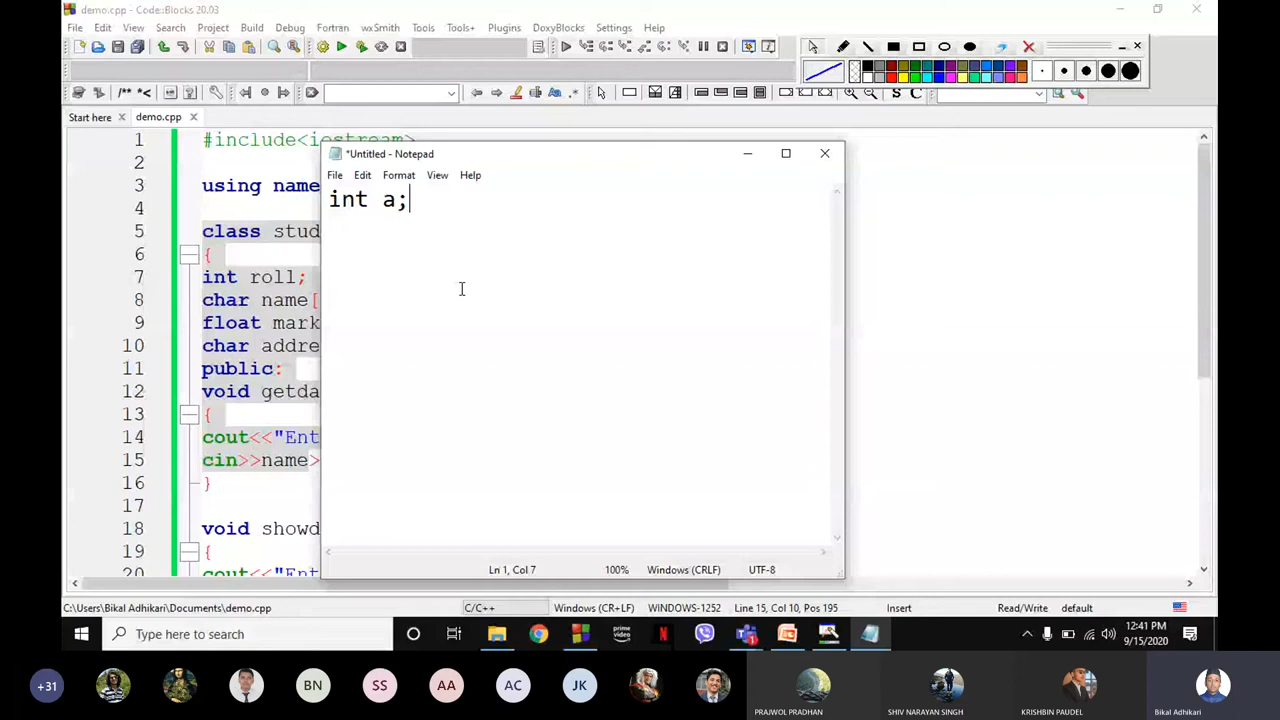 demo.cpp - Code::Blocks 20.03
File Edit View Search Project Build Debug Fortran wxSmith Tools Tools+ Plugins DoxyBlocks Settings Help
/** *<
S C
Start here demo.cpp
1 #include<iostream>
2
3 using name
4
5 class stud
6 {
7 int roll;
8 char name[
9 float mark
10 char addre
11 public:
12 void getda
13 {
14 cout<<"Ent
15 cin>>name>
16 }
17
18 void showd
19 {
20 cout<<"Ent
*Untitled - Notepad
File Edit Format View Help
int a;
Ln 1, Col 7 100% Windows (CRLF) UTF-8
C:\Users\Bikal Adhikari\Documents\demo.cpp C/C++ Windows (CR+LF) WINDOWS-1252 Line 15, Col 10, Pos 195 Insert Read/Write default
Type here to search
prime video
N
1
12:41 PM
9/15/2020
+31 BN SS AA AC JK
PRAJWOL PRADHAN SHIV NARAYAN SINGH KRISHBIN PAUDEL Bikal Adhikari